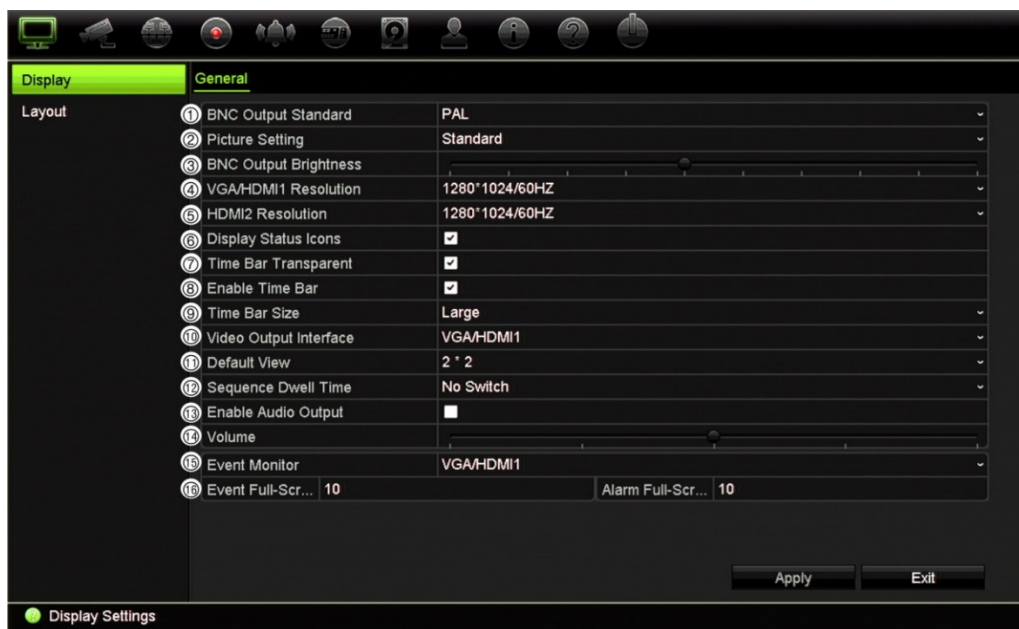 Display
General
Layout
① BNC Output Standard PAL
② Picture Setting Standard
③ BNC Output Brightness
④ VGA/HDMI1 Resolution 1280*1024/60HZ
⑤ HDMI2 Resolution 1280*1024/60HZ
⑥ Display Status Icons
⑦ Time Bar Transparent
⑧ Enable Time Bar
⑨ Time Bar Size Large
⑩ Video Output Interface VGA/HDMI1
⑪ Default View 2 * 2
⑫ Sequence Dwell Time No Switch
⑬ Enable Audio Output
⑭ Volume
⑮ Event Monitor VGA/HDMI1
⑯ Event Full-Scr... 10 Alarm Full-Scr... 10
Apply Exit
Display Settings